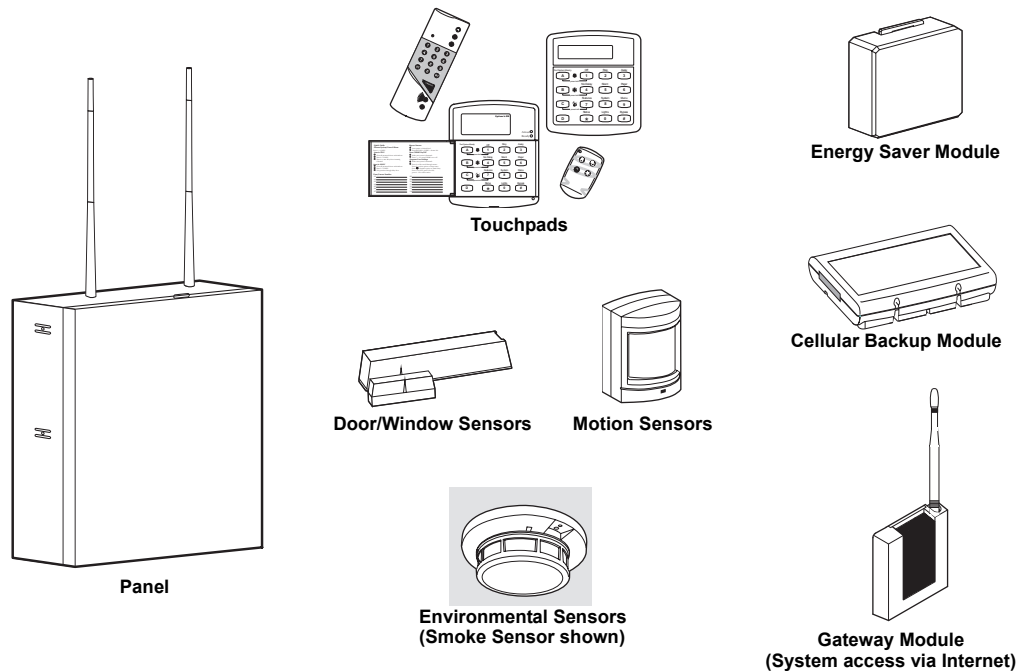 Touchpads
Energy Saver Module
Cellular Backup Module
Door/Window Sensors
Motion Sensors
Panel
Environmental Sensors
(Smoke Sensor shown)
Gateway Module
(System access via Internet)